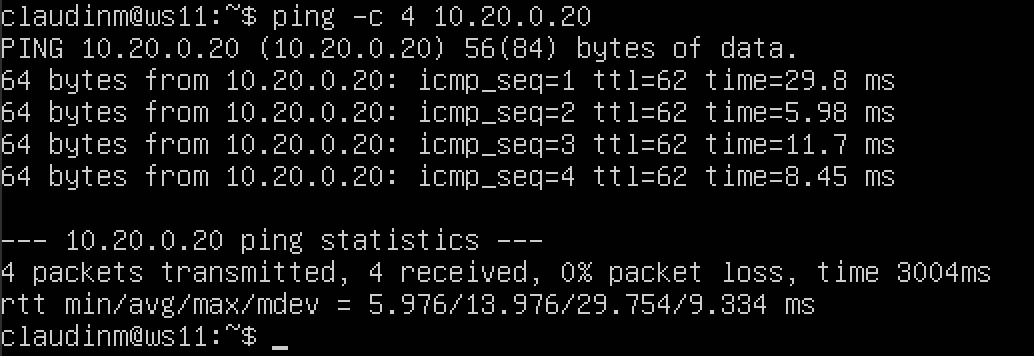 claudinm@ws11:~$ ping -c 4 10.20.0.20
PING 10.20.0.20 (10.20.0.20) 56(84) bytes of data.
64 bytes from 10.20.0.20: icmp_seq=1 ttl=62 time=29.8 ms
64 bytes from 10.20.0.20: icmp_seq=2 ttl=62 time=5.98 ms
64 bytes from 10.20.0.20: icmp_seq=3 ttl=62 time=11.7 ms
64 bytes from 10.20.0.20: icmp_seq=4 ttl=62 time=8.45 ms

--- 10.20.0.20 ping statistics ---
4 packets transmitted, 4 received, 0% packet loss, time 3004ms
rtt min/avg/max/mdev = 5.976/13.976/29.754/9.334 ms
claudinm@ws11:~$ _